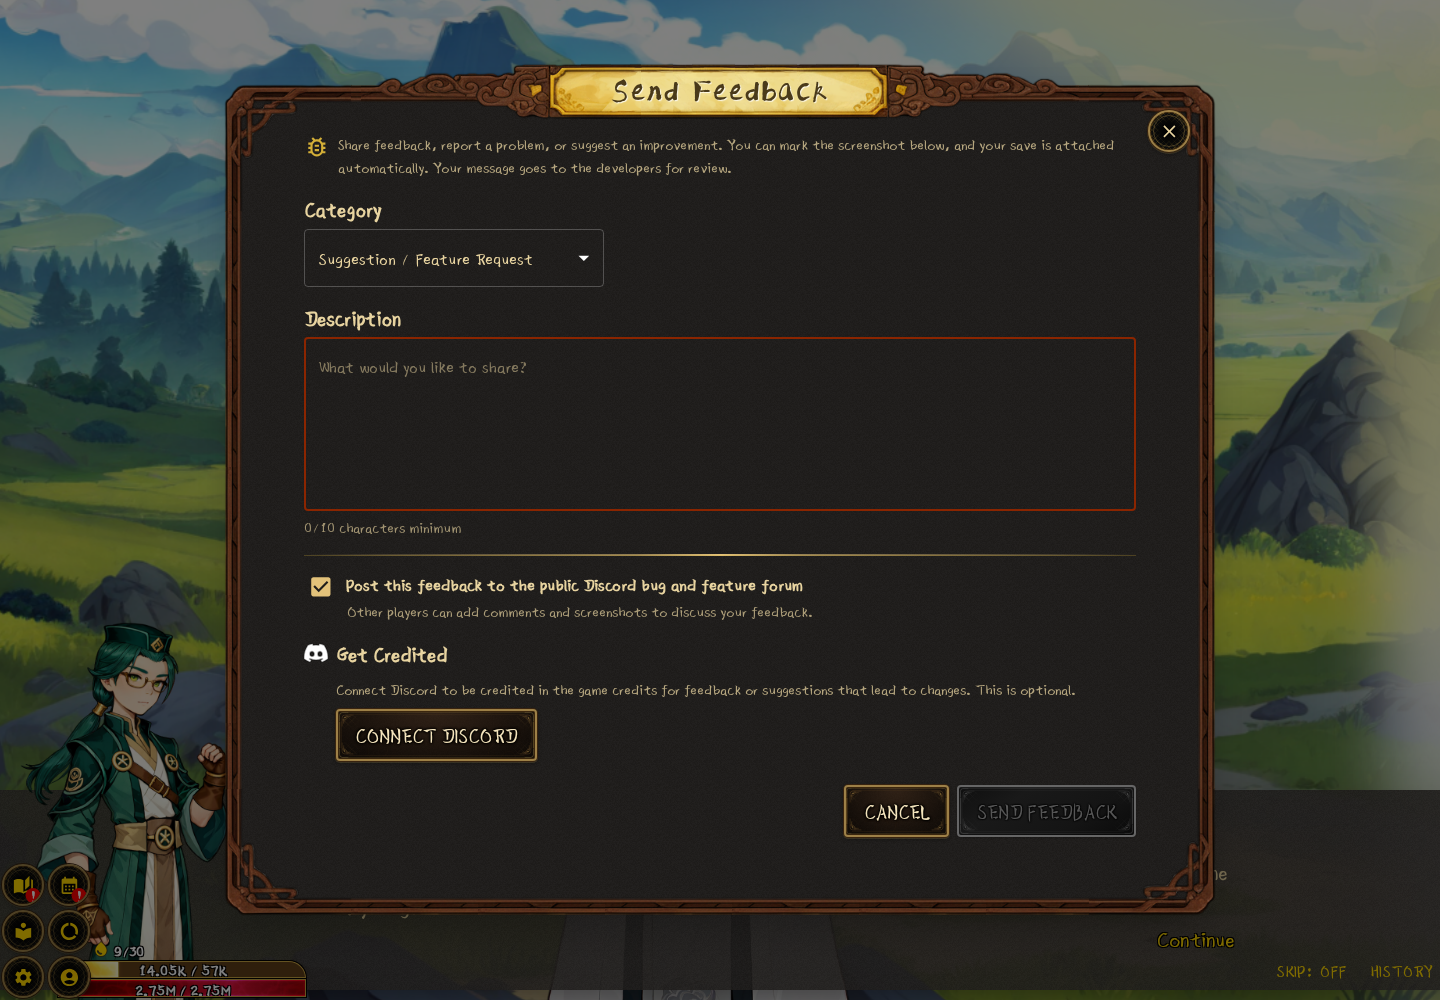 Send Feedback
Share feedback, report a problem, or suggest an improvement. You can mark the screenshot below, and your save is attached
automatically. Your message goes to the developers for review.
Category
Suggestion / Feature Request
Description
What would you like to share?
0/10 characters minimum
Post this feedback to the public Discord bug and feature forum
Other players can add comments and screenshots to discuss your feedback.
Get Credited
Connect Discord to be credited in the game credits for feedback or suggestions that lead to changes. This is optional.
CONNECT DISCORD
CANCEL
SEND FEEDBACK
Continue
9/30
14.05K / 57K
SKIP: OFF
HISTORY
2.75M / 2.75M